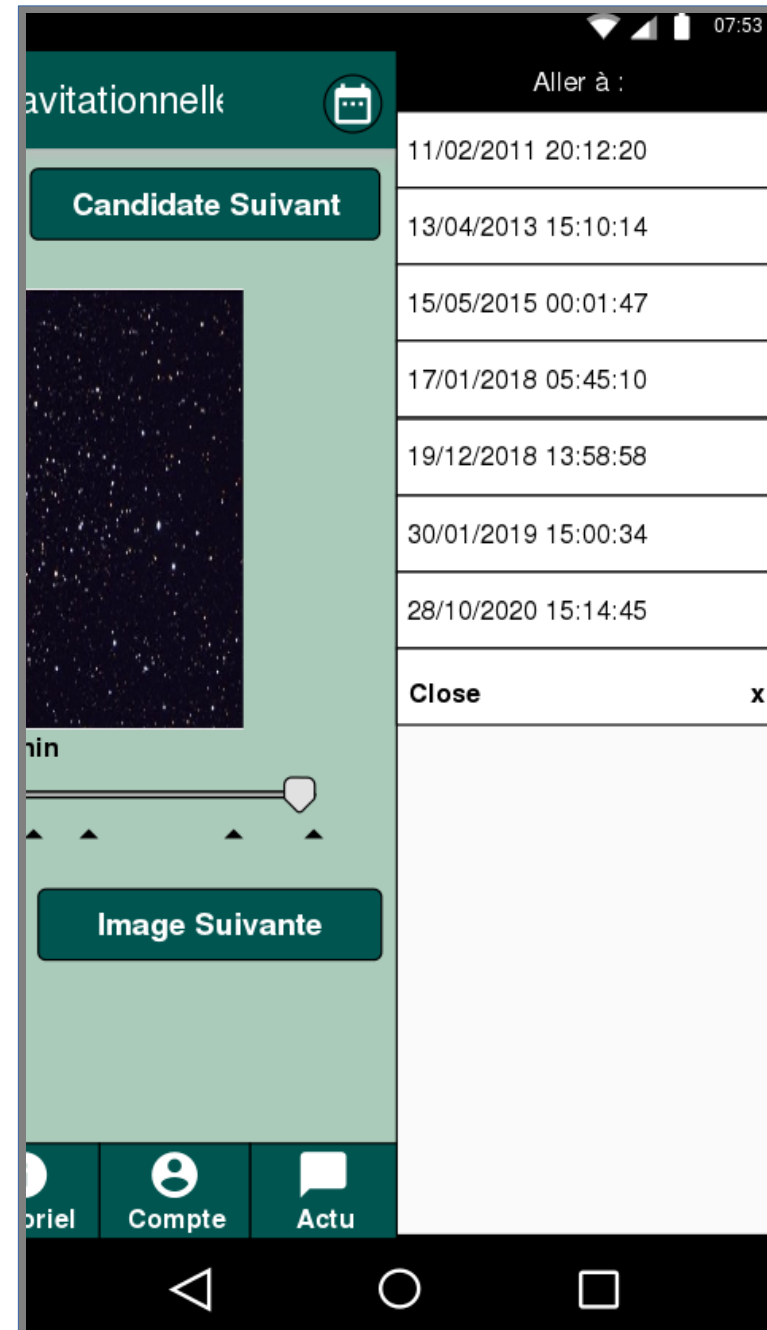 07:53
avitationnelle
Aller à :
11/02/2011 20:12:20
Candidate Suivant
13/04/2013 15:10:14
15/05/2015 00:01:47
17/01/2018 05:45:10
19/12/2018 13:58:58
30/01/2019 15:00:34
28/10/2020 15:14:45
Close x
min
Image Suivante
oriel
Compte
Actu